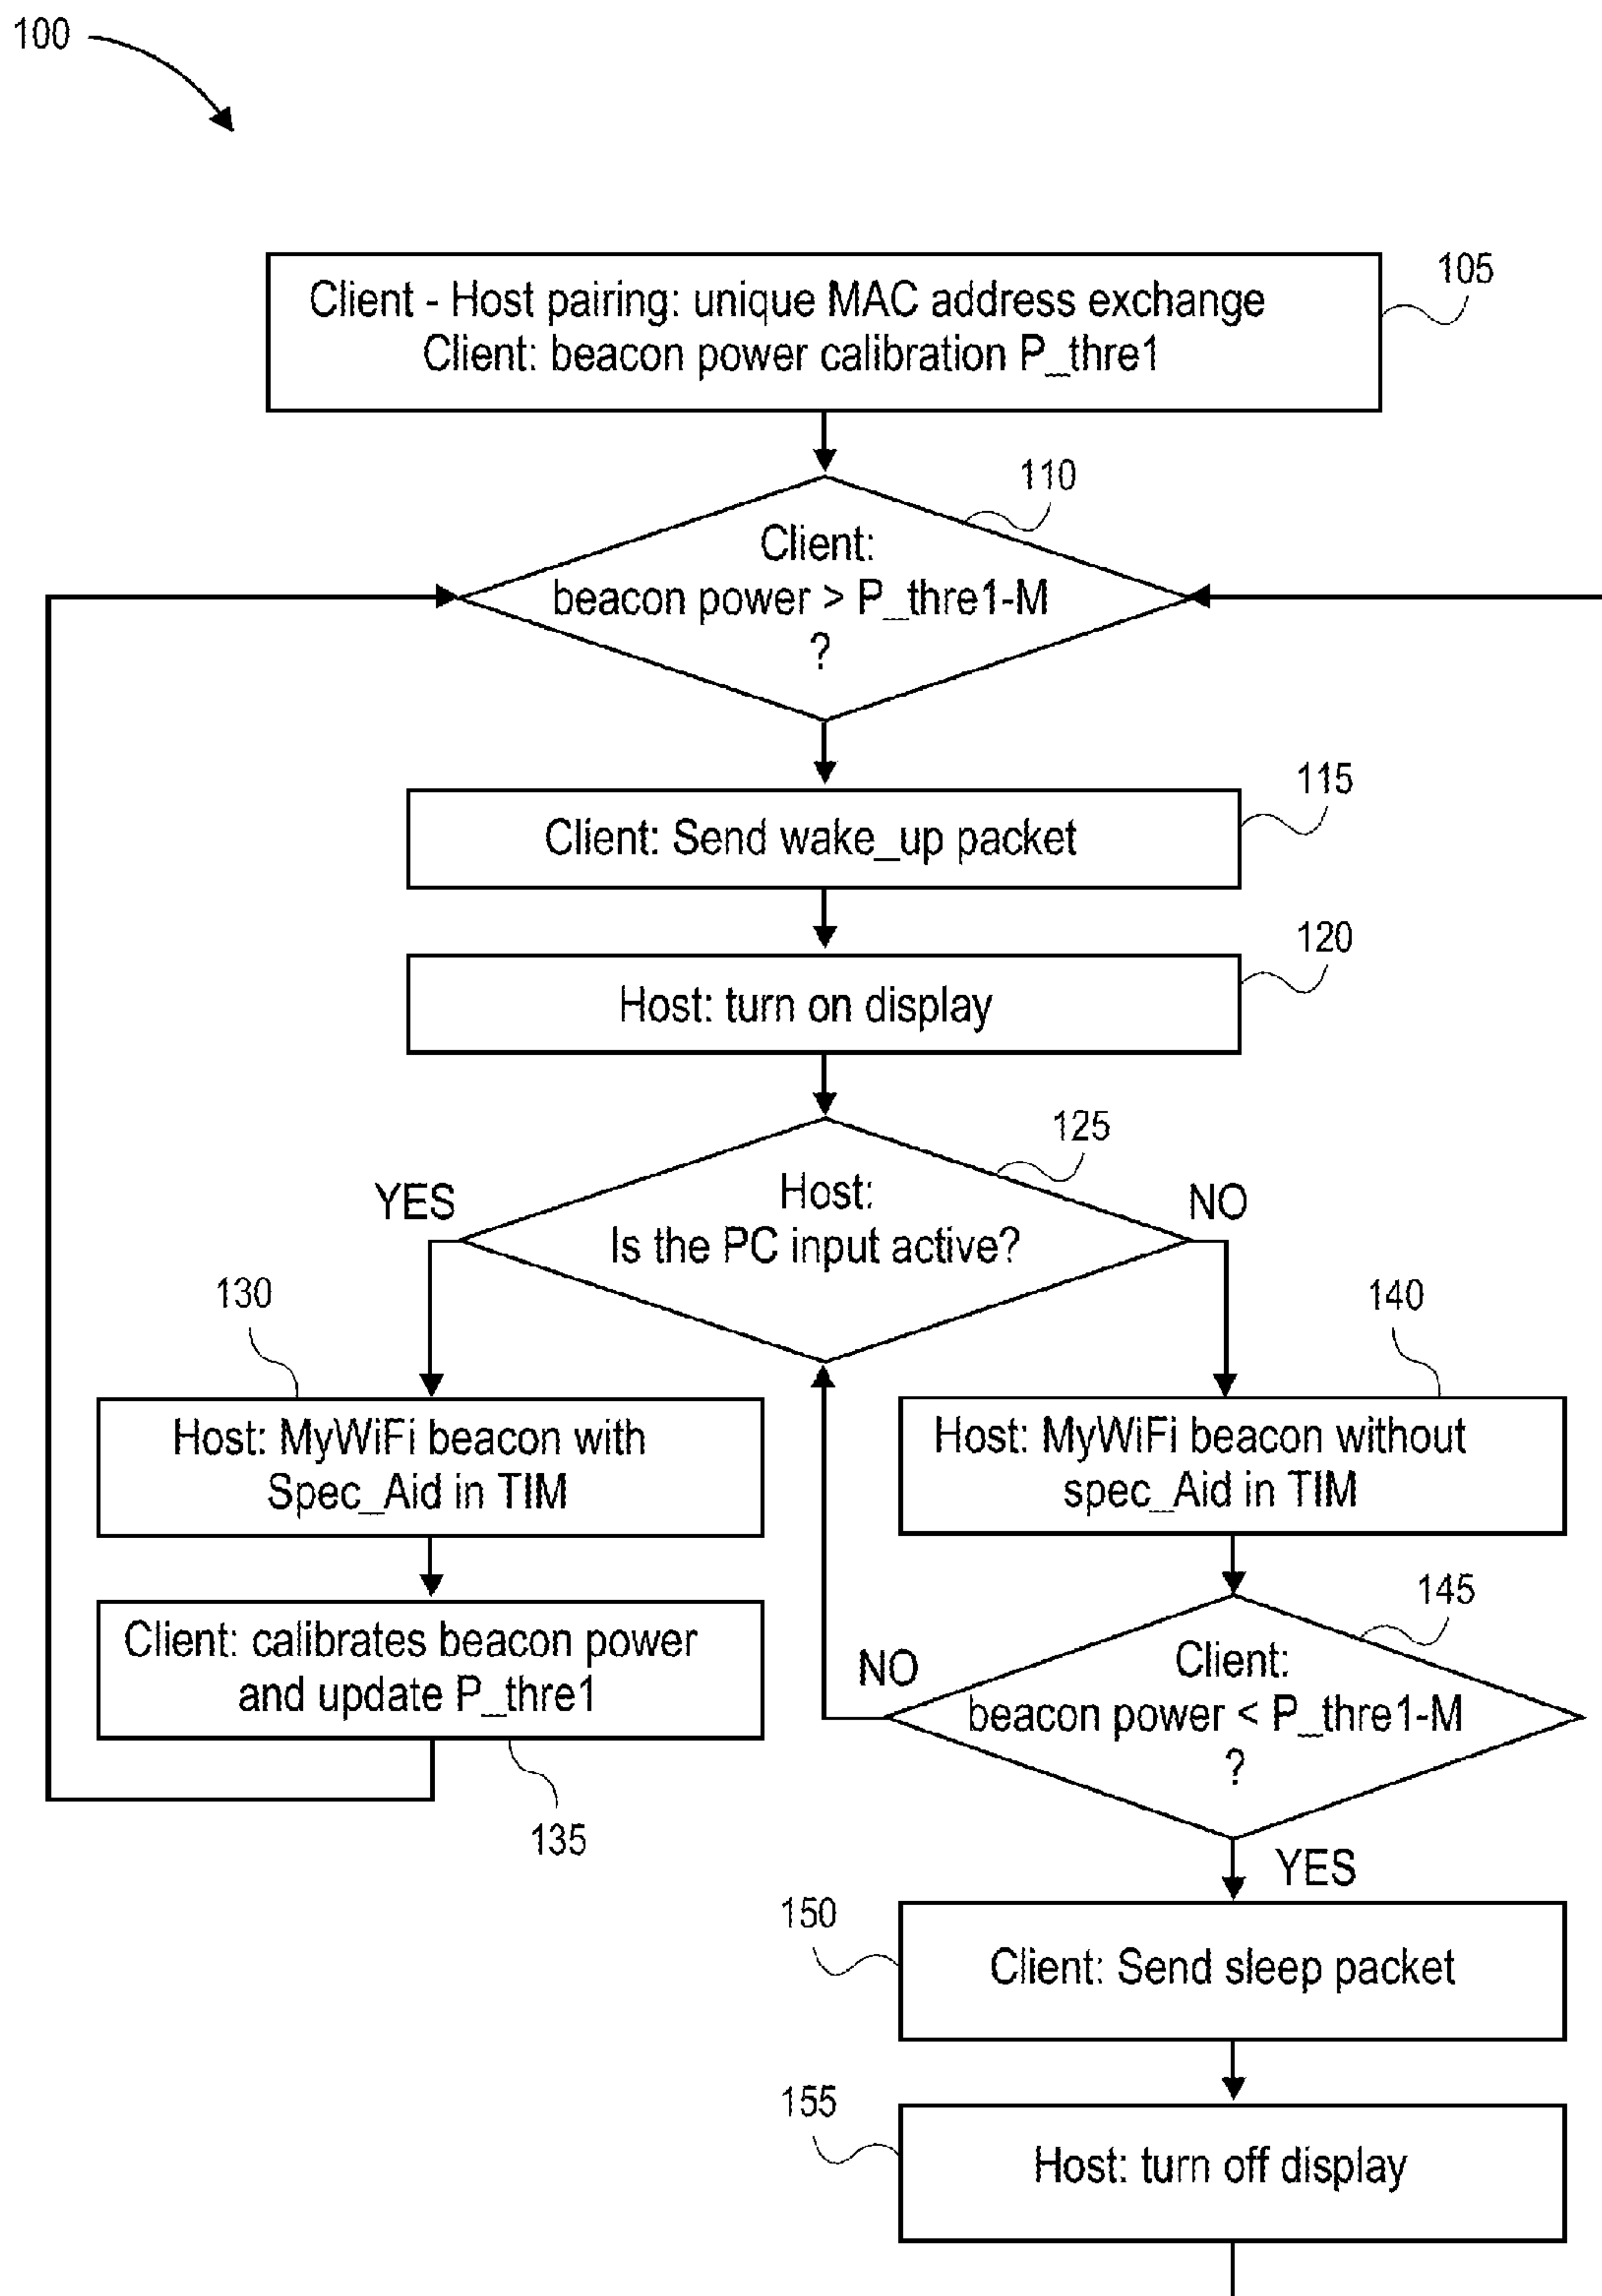 100
105
Client - Host pairing: unique MAC address exchange
Client: beacon power calibration P_thre1
110
Client:
beacon power > P_thre1-M
?
115
Client: Send wake_up packet
120
Host: turn on display
125
Host:
Is the PC input active?
YES
NO
130
Host: MyWiFi beacon with
Spec_Aid in TIM
140
Host: MyWiFi beacon without
spec_Aid in TIM
Client: calibrates beacon power
and update P_thre1
135
145
Client:
beacon power < P_thre1-M
?
NO
YES
150
Client: Send sleep packet
155
Host: turn off display